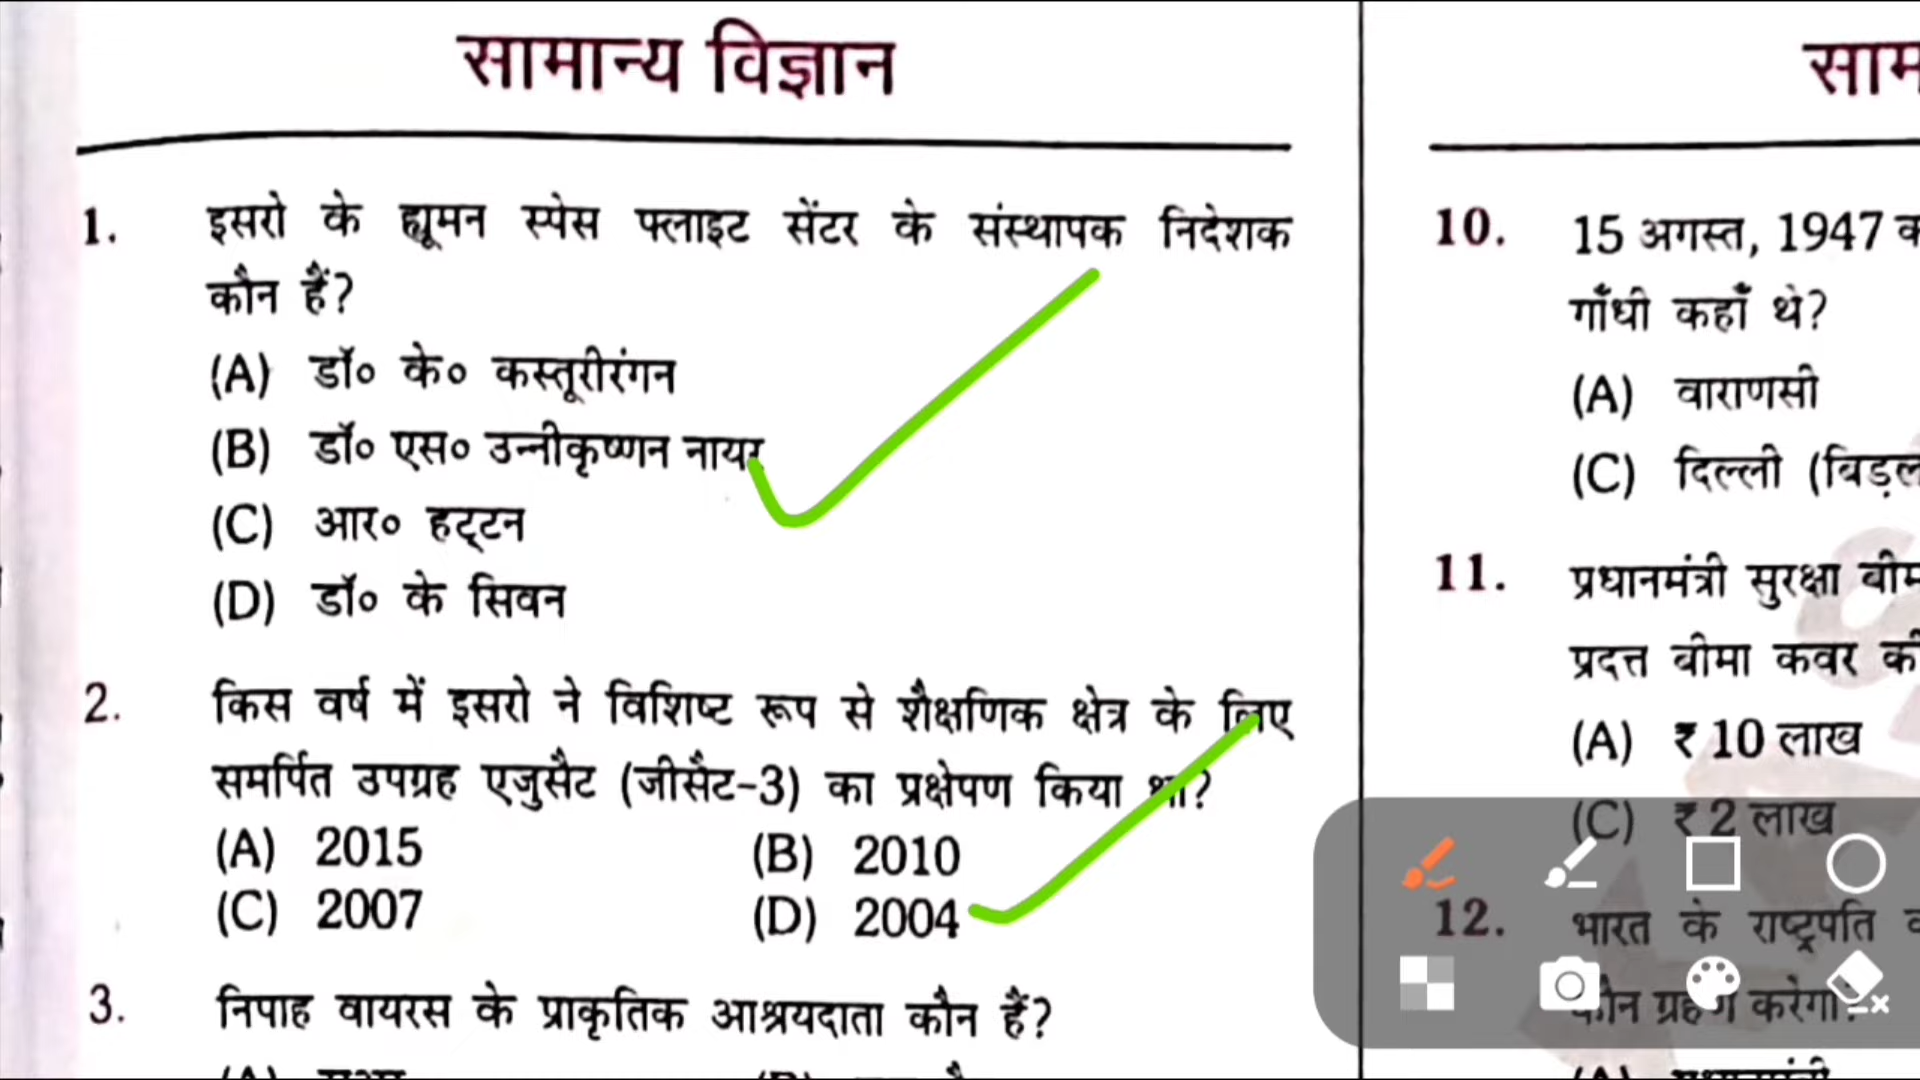 सामान्य विज्ञान
1. इसरो के ह्यूमन स्पेस फ्लाइट सेंटर के संस्थापक निदेशक
कौन हैं?
(A) डॉ० के० कस्तूरीरंगन
(B) डॉ० एस० उन्नीकृष्णन नायर
(C) आर० हट्टन
(D) डॉ० के सिवन
2. किस वर्ष में इसरो ने विशिष्ट रूप से शैक्षणिक क्षेत्र के लिए
समर्पित उपग्रह एजुसैट (जीसैट-3) का प्रक्षेपण किया था?
(A) 2015 (B) 2010
(C) 2007 (D) 2004
3. निपाह वायरस के प्राकृतिक आश्रयदाता कौन हैं?
10. 15 अगस्त, 1947
गाँधी कहाँ थे?
(A) वाराणसी
(C) दिल्ली
11. प्रधानमंत्री सुरक्षा
प्रदत्त बीमा कवर
(A) ₹ 10 लाख
(C) ₹ 2 लाख
12. भारत के राष्ट्रपति
कौन ग्रहण करेगा?